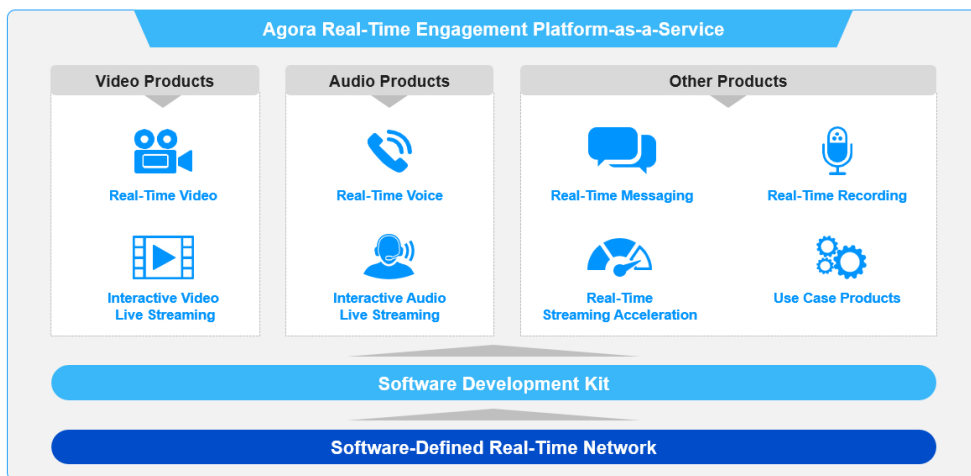 Agora Real-Time Engagement Platform-as-a-Service
Video Products
Real-Time Video
Interactive Video
Live Streaming
Audio Products
Real-Time Voice
Interactive Audio
Live Streaming
Other Products
Real-Time Messaging
Real-Time Recording
Real-Time
Streaming Acceleration
Use Case Products
Software Development Kit
Software-Defined Real-Time Network